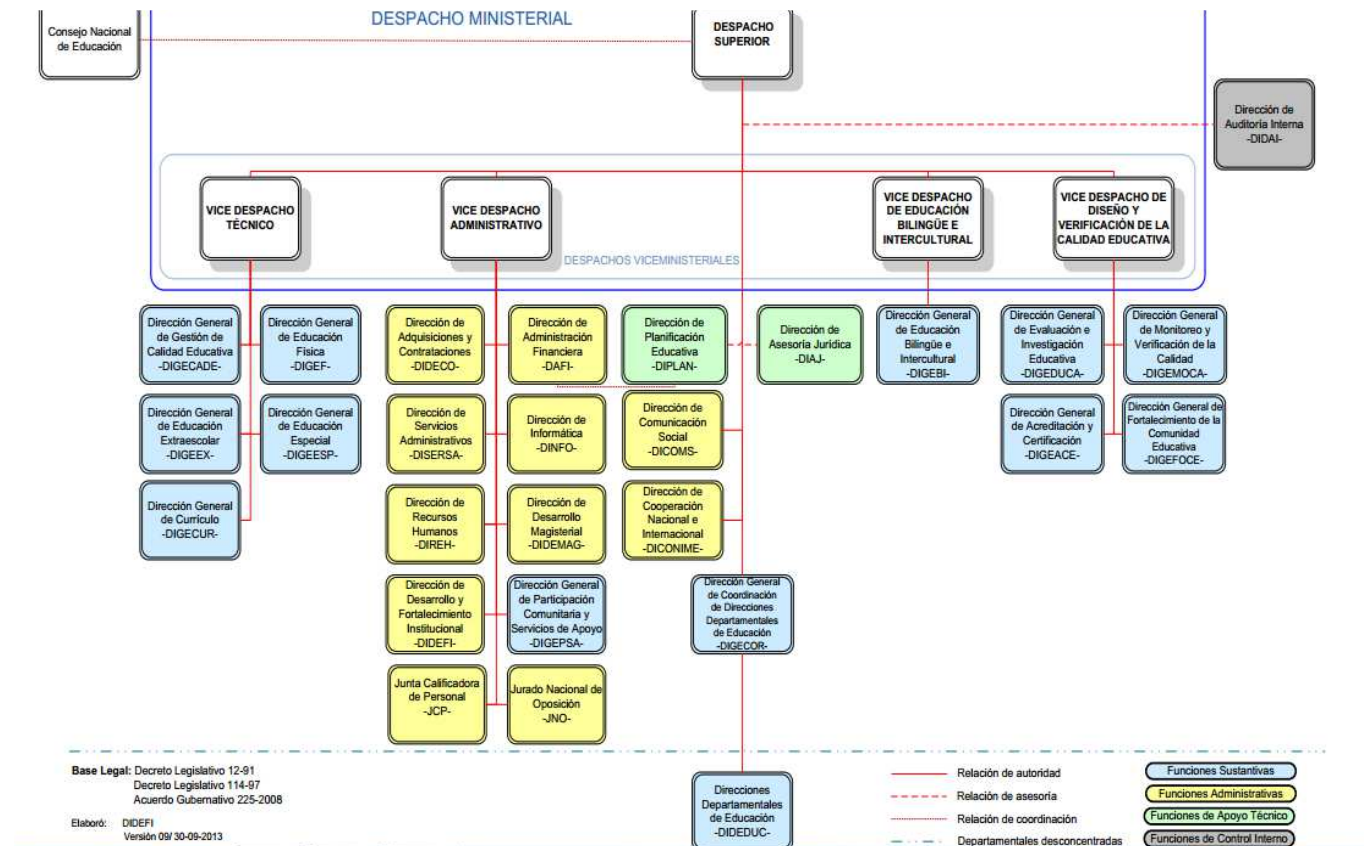 DESPACHO MINISTERIAL
Consejo Nacional
de Educación
DESPACHO
SUPERIOR
Dirección de
Auditoría Interna
-DIDAI-
VICE DESPACHO
TÉCNICO
VICE DESPACHO
ADMINISTRATIVO
VICE DESPACHO
DE EDUCACIÓN
BILINGÜE E
INTERCULTURAL
VICE DESPACHO DE
DISEÑO Y
VERIFICACIÓN DE LA
CALIDAD EDUCATIVA
DESPACHOS VICEMINISTERIALES
Dirección General
de Gestión de
Calidad Educativa
-DIGECADE-
Dirección General
de Educación
Física
-DIGEF-
Dirección de
Adquisiciones y
Contrataciones
-DIDECO-
Dirección de
Administración
Financiera
-DAFI-
Dirección de
Planificación
Educativa
-DIPLAN-
Dirección de
Asesoría Jurídica
-DIAJ-
Dirección General
de Educación
Bilingüe e
Intercultural
-DIGEBI-
Dirección General
de Evaluación e
Investigación
Educativa
-DIGEDUCA-
Dirección General
de Monitoreo y
Verificación de la
Calidad
-DIGEMOCA-
Dirección General
de Educación
Extraescolar
-DIGEEX-
Dirección General
de Educación
Especial
-DIGEESP-
Dirección de
Servicios
Administrativos
-DISERSA-
Dirección de
Informática
-DINFO-
Dirección de
Comunicación
Social
-DICOMS-
Dirección General
de Acreditación y
Certificación
-DIGEACE-
Dirección General de
Fortalecimiento de la
Comunidad
Educativa
-DIGEFOCE-
Dirección General
de Currículo
-DIGECUR-
Dirección de
Recursos
Humanos
-DIREH-
Dirección de
Desarrollo
Magisterial
-DIDEMAG-
Dirección de
Cooperación
Nacional e
Internacional
-DICONIME-
Dirección de
Desarrollo y
Fortalecimiento
Institucional
-DIDEFI-
Dirección General
de Participación
Comunitaria y
Servicios de Apoyo
-DIGEPSA-
Dirección General
de Coordinación
de Direcciones
Departamentales
de Educación
-DIGECOR-
Junta Calificadora
de Personal
-JCP-
Jurado Nacional de
Oposición
-JNO-
Base Legal: Decreto Legislativo 12-91
Decreto Legislativo 114-97
Acuerdo Gubernativo 225-2008
Elaboró: DIDEFI
Versión 09/ 30-09-2013
Direcciones
Departamentales
de Educación
-DIDEDUC-
Relación de autoridad
Relación de asesoría
Relación de coordinación
Departamentales desconcentradas
Funciones Sustantivas
Funciones Administrativas
Funciones de Apoyo Técnico
Funciones de Control Interno